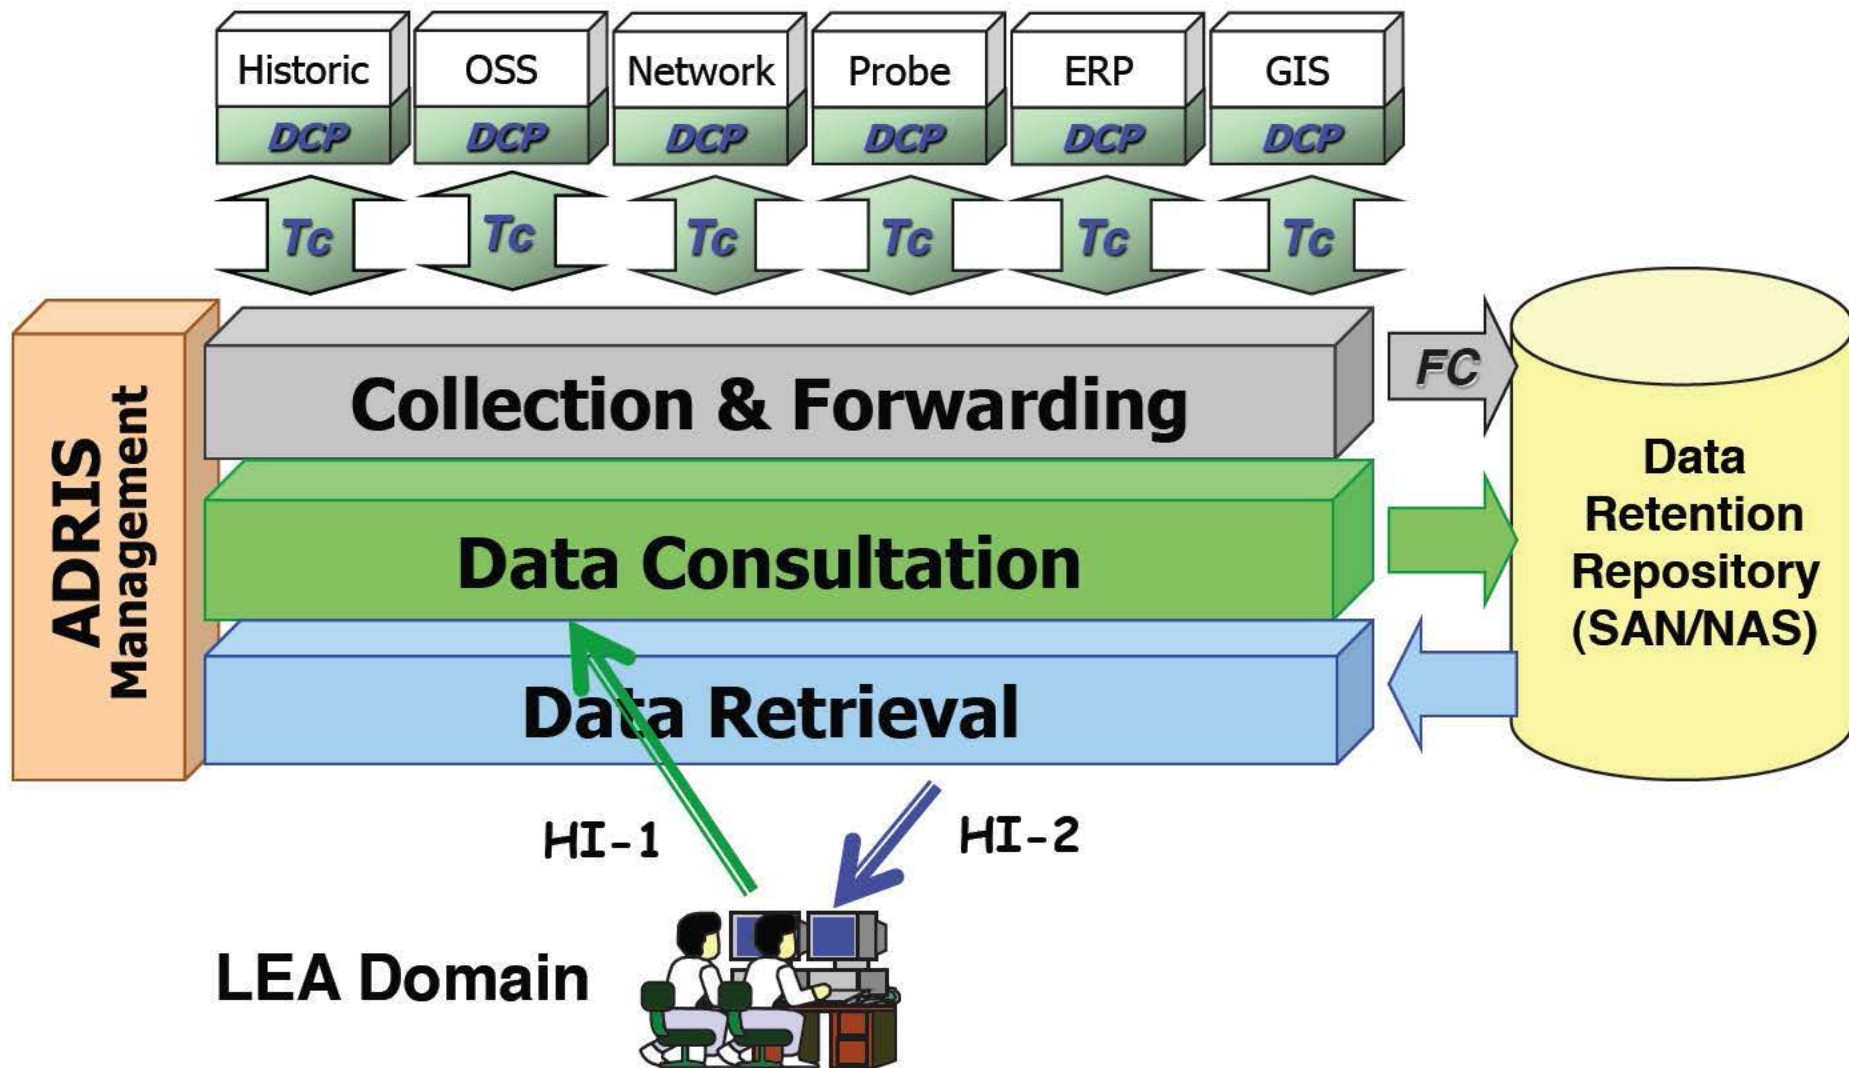 Historic
OSS
Network
Probe
ERP
GIS
DCP
DCP
DCP
DCP
DCP
DCP
Tc
Tc
Tc
Tc
Tc
Tc
ADRIS
Management
Collection & Forwarding
FC
Data Consultation
Data Retrieval
Data
Retention
Repository
(SAN/NAS)
HI-1
HI-2
LEA Domain